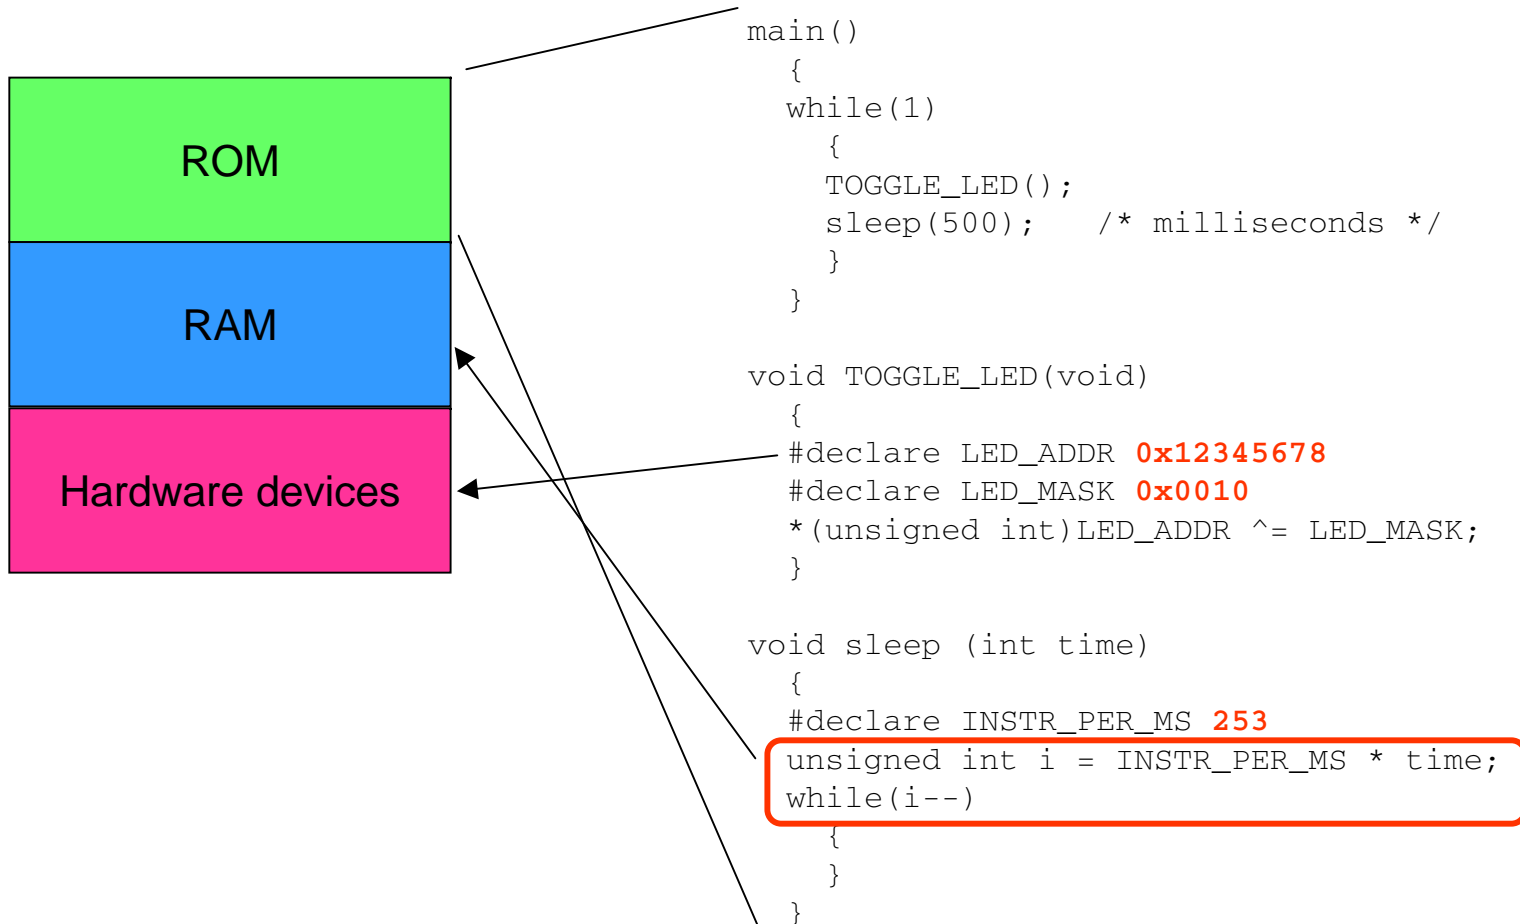 ROM
RAM
Hardware devices
main()
{
while(1)
{
TOGGLE_LED();
sleep(500); /* milliseconds */
}
}
void TOGGLE_LED(void)
{
#declare LED_ADDR 0x12345678
#declare LED_MASK 0x0010
*(unsigned int)LED_ADDR ^= LED_MASK;
}
void sleep (int time)
{
#declare INSTR_PER_MS 253
unsigned int i = INSTR_PER_MS * time;
while(i--)
{
}
}